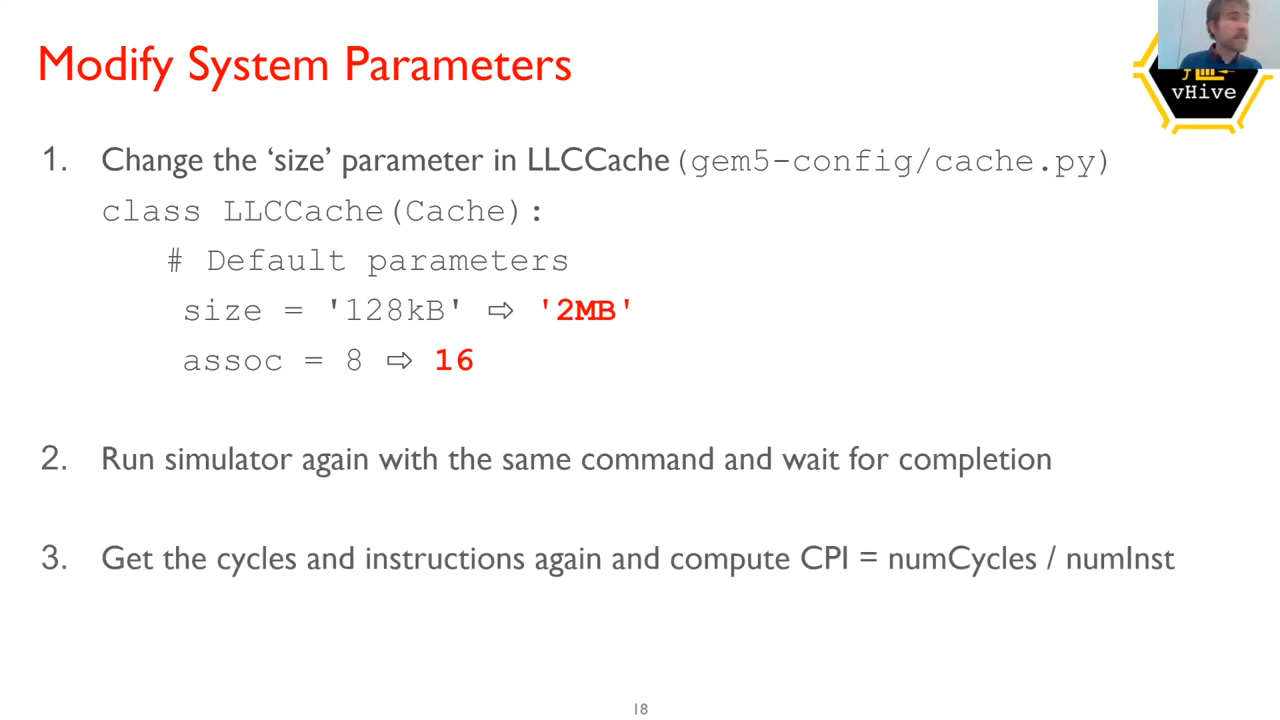 Modify System Parameters
vHive
1. Change the ‘size’ parameter in LLCCache (gem5-config/cache.py)
class LLCCache(Cache):
# Default parameters
size = '128kB' ⇨ '2MB'
assoc = 8 ⇨ 16
2. Run simulator again with the same command and wait for completion
3. Get the cycles and instructions again and compute CPI = numCycles / numInst
18